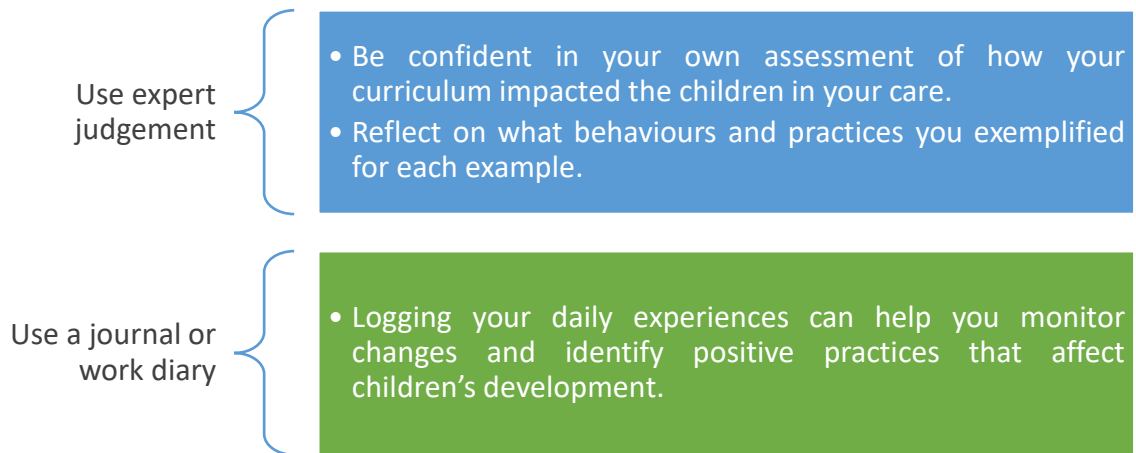 Use expert
judgement
• Be confident in your own assessment of how your
curriculum impacted the children in your care.
• Reflect on what behaviours and practices you exemplified
for each example.
Use a journal or
work diary
• Logging your daily experiences can help you monitor
changes and identify positive practices that affect
children’s development.